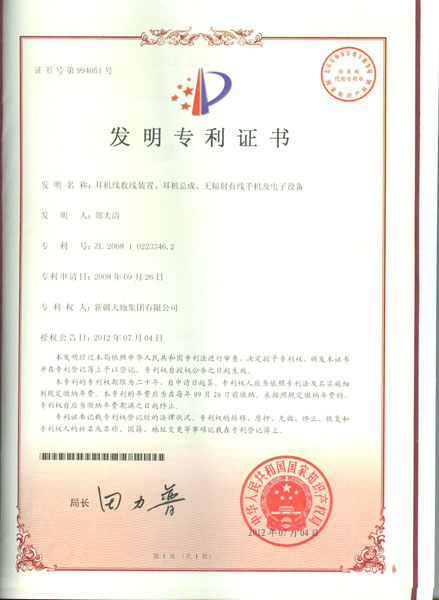 证书号第994051号
发明专利证书
发明名称：耳机线收线装置、耳机总成、无辐射有线手机及电子设备
发明人：郑大清
专利号：ZL 2008 1 0223346.2
专利申请日：2008年09月26日
专利权人：新疆天地集团有限公司
授权公告日：2012年07月04日
本发明经过本局依照中华人民共和国专利法进行审查，决定授予专利权，颁发本证书
并在专利登记簿上予以登记。专利权自授权公告之日起生效。
本专利的专利权期限为二十年，自申请日起算。专利权人应当依照专利法及其实施细
则规定缴纳年费。本专利的年费应当在每年09月26日前缴纳。未按照规定缴纳年费的，
专利权自应当缴纳年费期满之日起终止。
专利证书记载专利权登记时的法律状况。专利权的转移、质押、无效、终止、恢复和
专利权人的姓名或名称、国籍、地址变更等事项记载在专利登记簿上。
局长 田力普
中华人民共和国国家知识产权局
2012年07月04日
第1页（共1页）